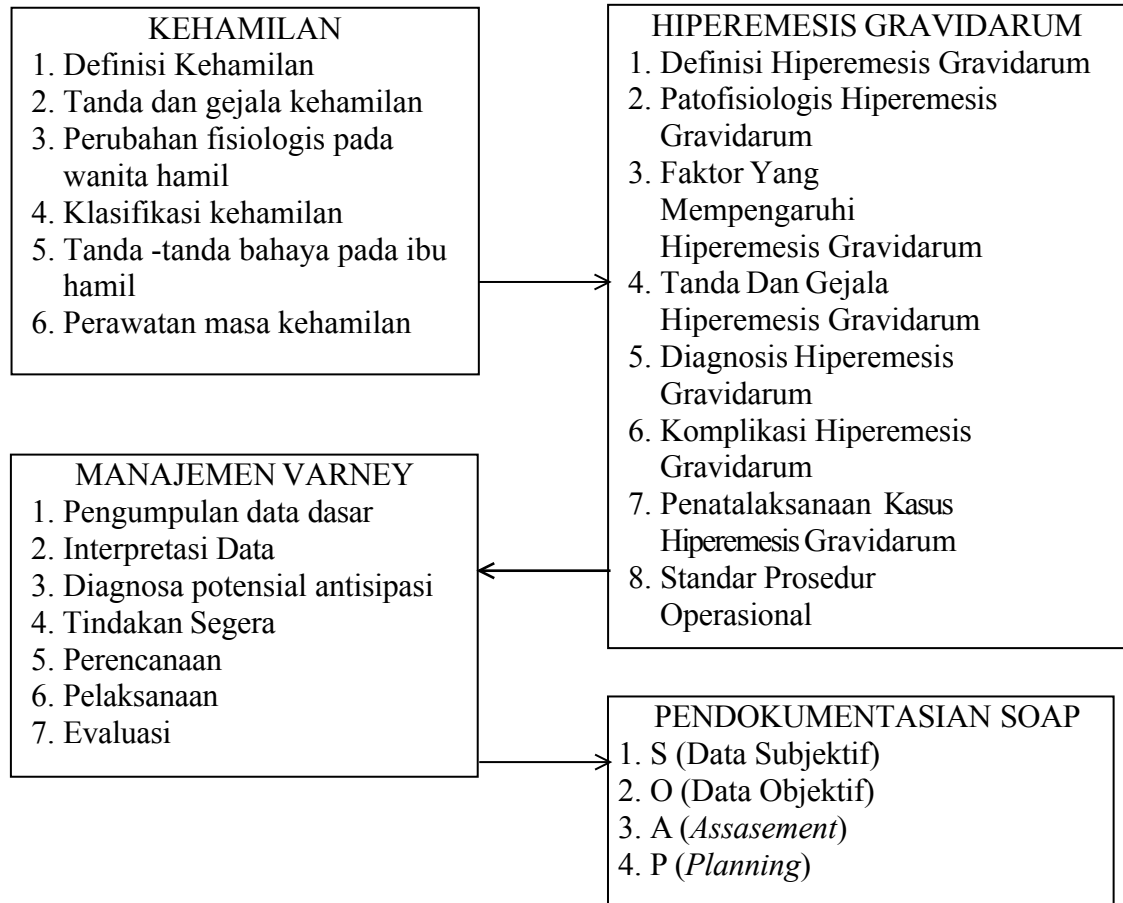 KEHAMILAN
1. Definisi Kehamilan
2. Tanda dan gejala kehamilan
3. Perubahan fisiologis pada
wanita hamil
4. Klasifikasi kehamilan
5. Tanda -tanda bahaya pada ibu
hamil
6. Perawatan masa kehamilan
HIPEREMESIS GRAVIDARUM
1. Definisi Hiperemesis Gravidarum
2. Patofisiologis Hiperemesis
Gravidarum
3. Faktor Yang
Mempengaruhi
Hiperemesis Gravidarum
4. Tanda Dan Gejala
Hiperemesis Gravidarum
5. Diagnosis Hiperemesis
Gravidarum
6. Komplikasi Hiperemesis
Gravidarum
7. Penatalaksanaan Kasus
Hiperemesis Gravidarum
8. Standar Prosedur
Operasional
MANAJEMEN VARNEY
1. Pengumpulan data dasar
2. Interpretasi Data
3. Diagnosa potensial antisipasi
4. Tindakan Segera
5. Perencanaan
6. Pelaksanaan
7. Evaluasi
PENDOKUMENTASIAN SOAP
1. S (Data Subjektif)
2. O (Data Objektif)
3. A (Assasement)
4. P (Planning)